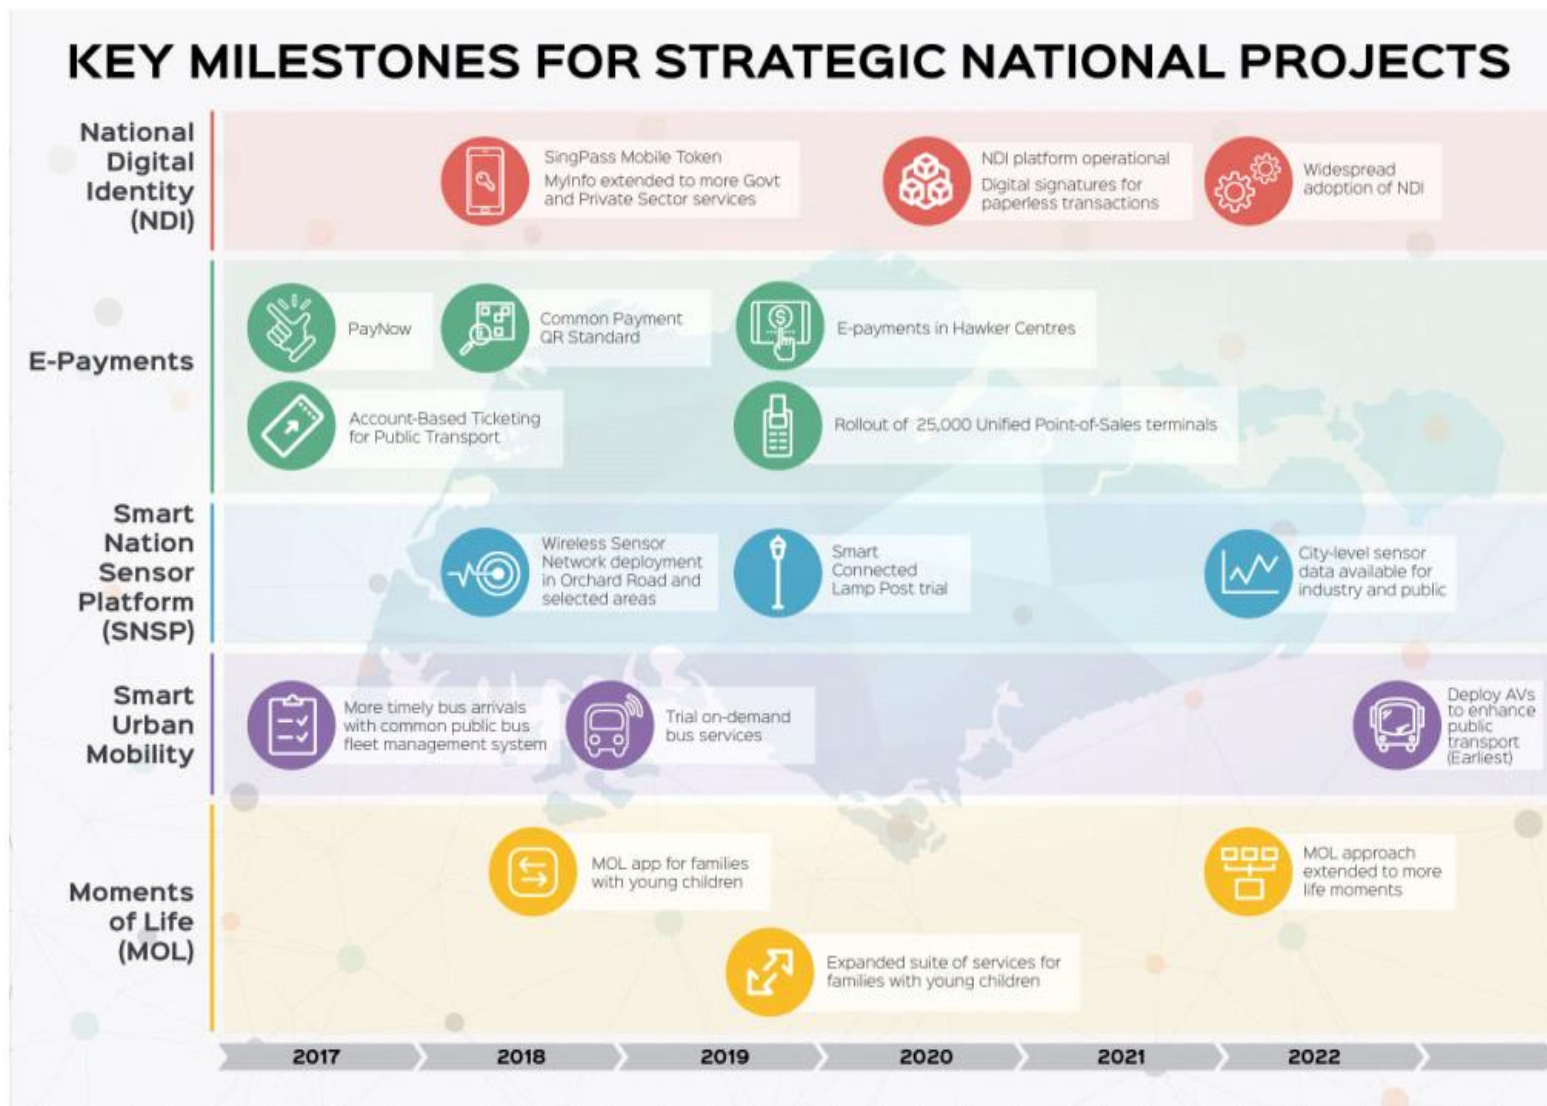 KEY MILESTONES FOR STRATEGIC NATIONAL PROJECTS
National
Digital
Identity
(NDI)
SingPass Mobile Token
MyInfo extended to more Govt
and Private Sector services
NDI platform operational
Digital signatures for
paperless transactions
Widespread
adoption of NDI
E-Payments
PayNow
Common Payment
QR Standard
E-payments in Hawker Centres
Account-Based Ticketing
for Public Transport
Rollout of 25,000 Unified Point-of-Sales terminals
Smart
Nation
Sensor
Platform
(SNSP)
Wireless Sensor
Network deployment
in Orchard Road and
selected areas
Smart
Connected
Lamp Post trial
City-level sensor
data available for
industry and public
Smart
Urban
Mobility
More timely bus arrivals
with common public bus
fleet management system
Trial on-demand
bus services
Deploy AVs
to enhance
public
transport
(Earliest)
Moments
of Life
(MOL)
MOL app for families
with young children
MOL approach
extended to more
life moments
Expanded suite of services for
families with young children
2017 2018 2019 2020 2021 2022